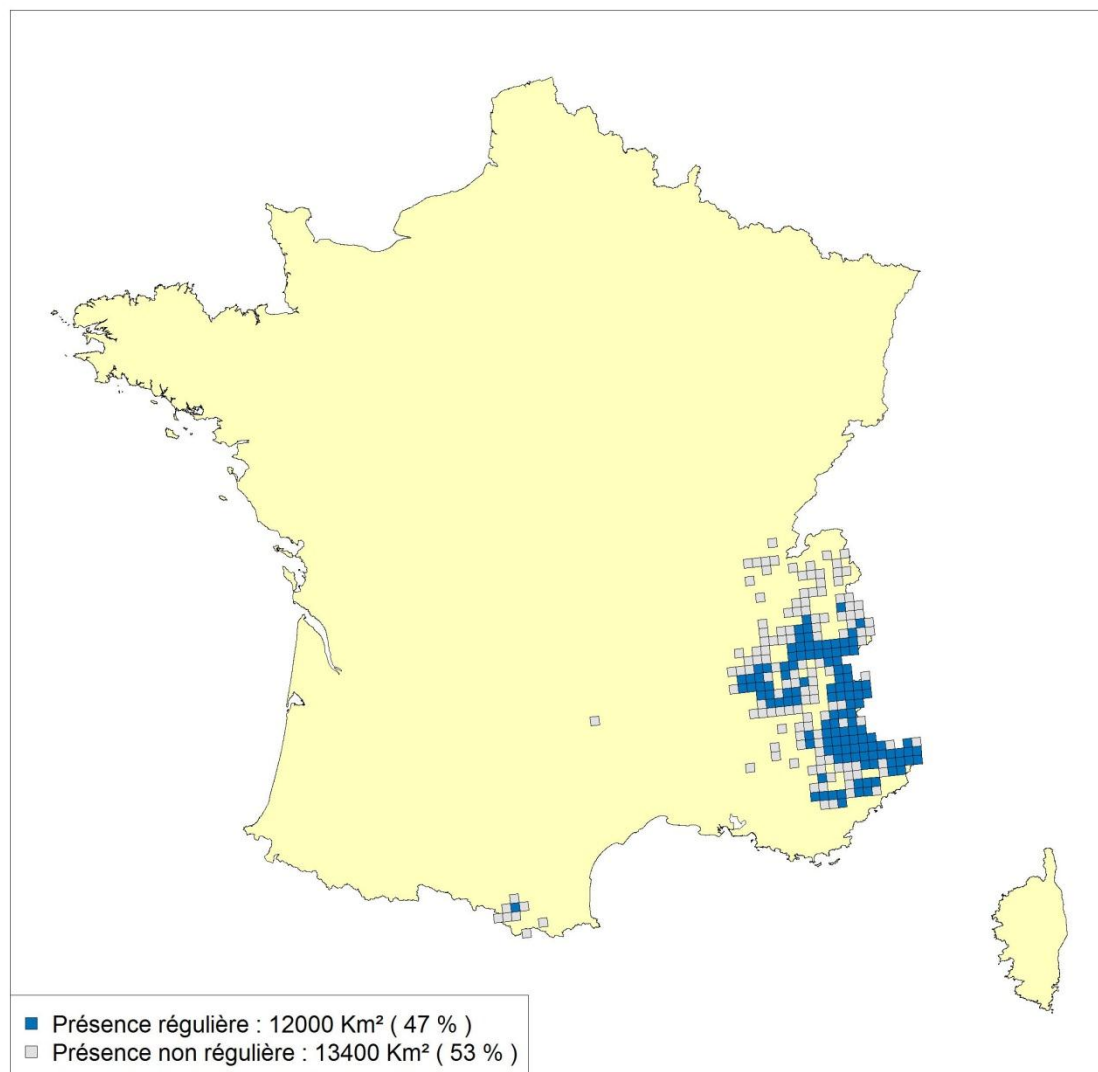 Présence régulière : 12000 Km² ( 47 % )
Présence non régulière : 13400 Km² ( 53 % )